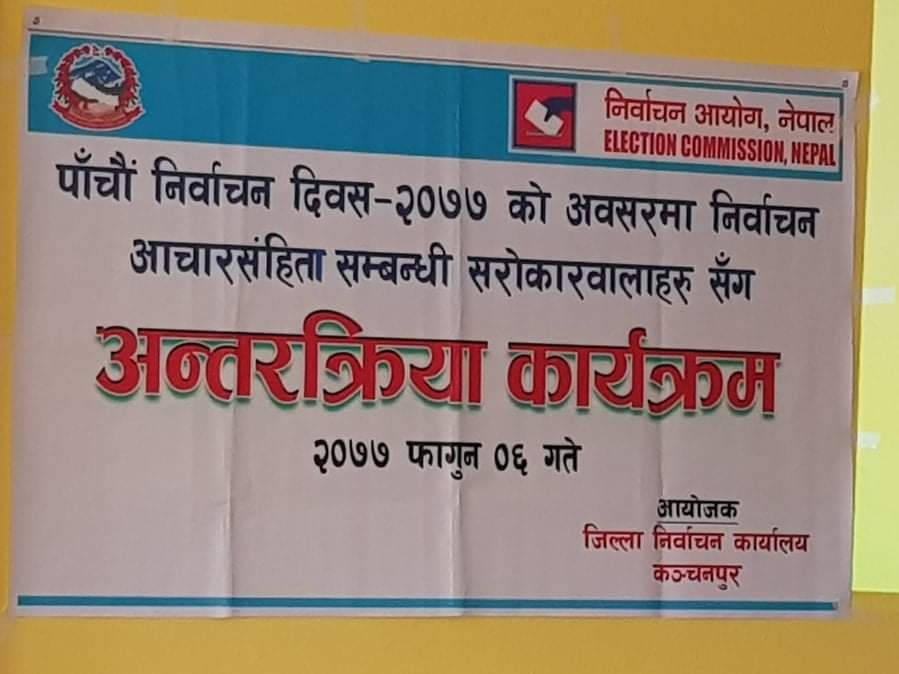 निर्वाचन आयोग, नेपाल
ELECTION COMMISSION, NEPAL
पाँचौं निर्वाचन दिवस-२०७७ को अवसरमा निर्वाचन
आचारसंहिता सम्बन्धी सरोकारवालाहरु सँग
अन्तरक्रिया कार्यक्रम
२०७७ फागुन ०६ गते
आयोजक
जिल्ला निर्वाचन कार्यालय
कञ्चनपुर